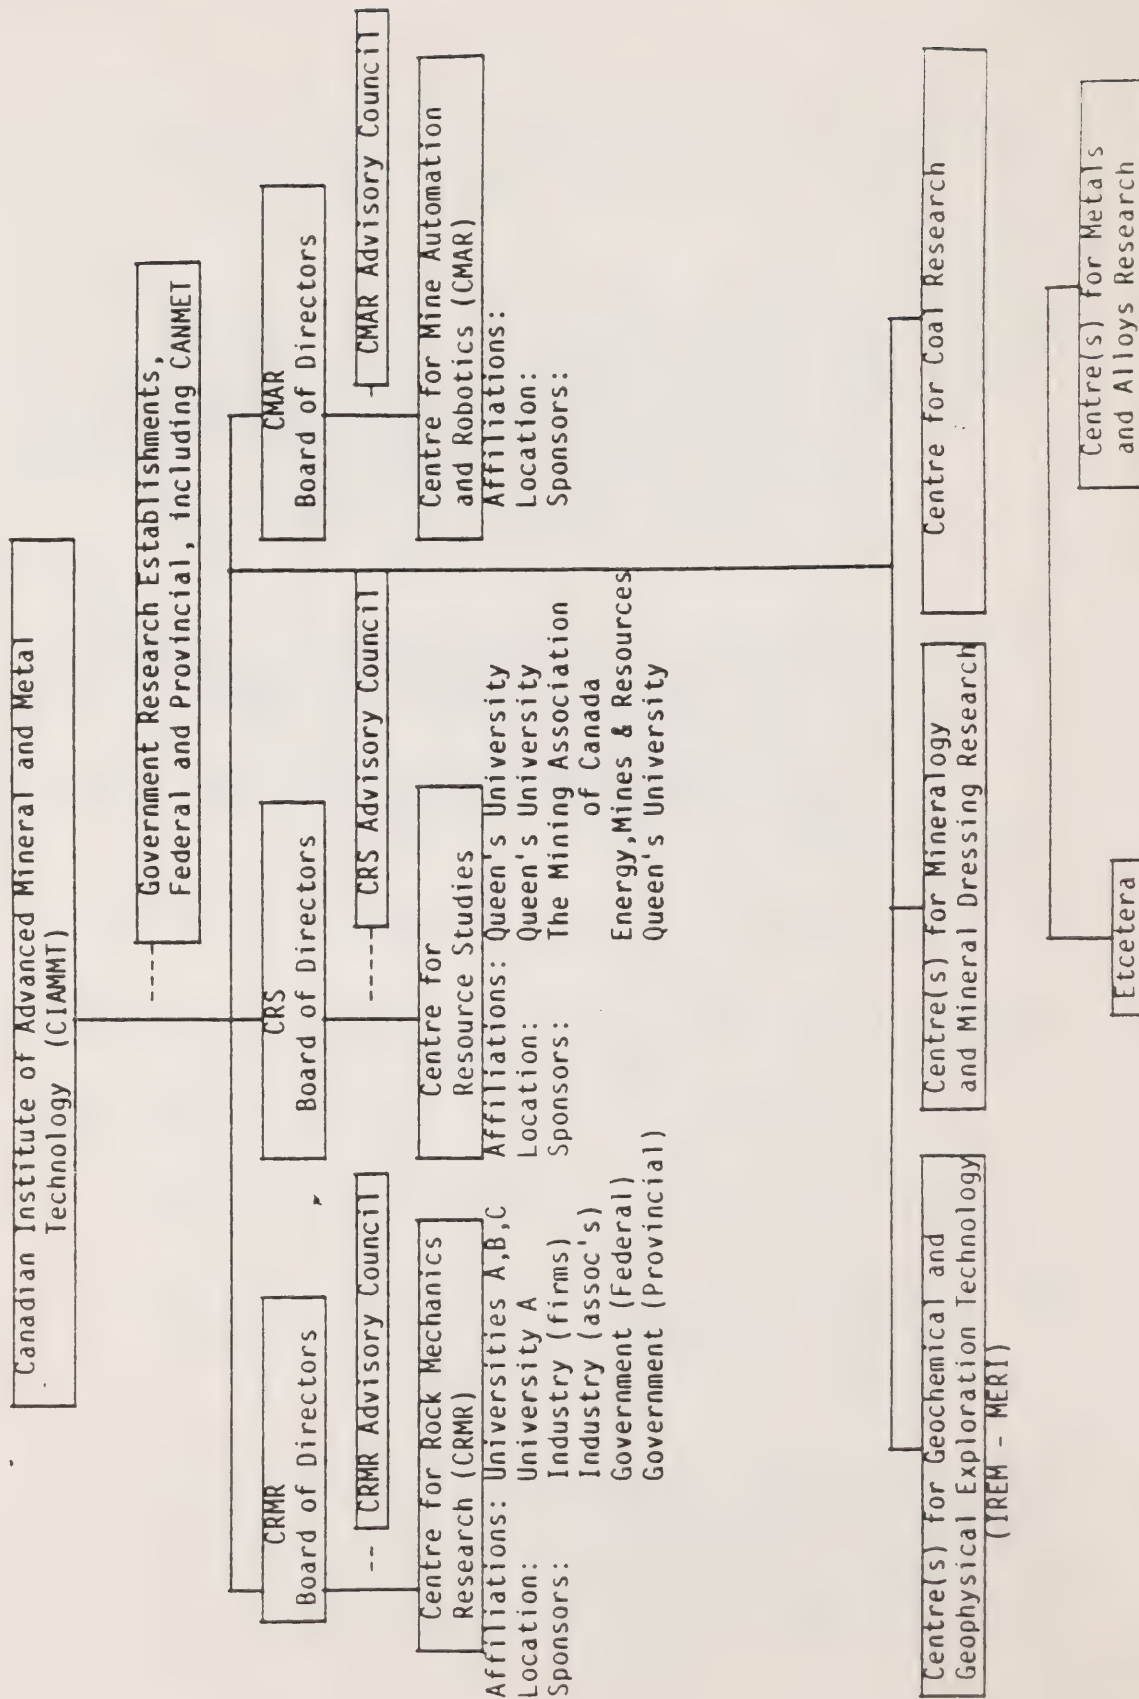 Canadian Institute of Advanced Mineral and Metal
Technology (CIAMMT)
Government Research Establishments,
Federal and Provincial, including CANMET
CRMR
Board of Directors
CRMR Advisory Council
Centre for Rock Mechanics
Research (CRMR)
Affiliations: Universities A,B,C
Location: University A
Sponsors: Industry (firms)
Industry (assoc's)
Government (Federal)
Government (Provincial)
CRS
Board of Directors
CRS Advisory Council
Centre for
Resource Studies
Affiliations: Queen's University
Location: Queen's University
Sponsors: The Mining Association
of Canada
Energy,Mines & Resources
Queen's University
CMAR
Board of Directors
CMAR Advisory Council
Centre for Mine Automation
and Robotics (CMAR)
Affiliations:
Location:
Sponsors:
Centre(s) for Geochemical and
Geophysical Exploration Technology
(IREM - MERI)
Centre(s) for Mineralogy
and Mineral Dressing Research
Centre for Coal Research
Etcetera
Centre(s) for Metals
and Alloys Research